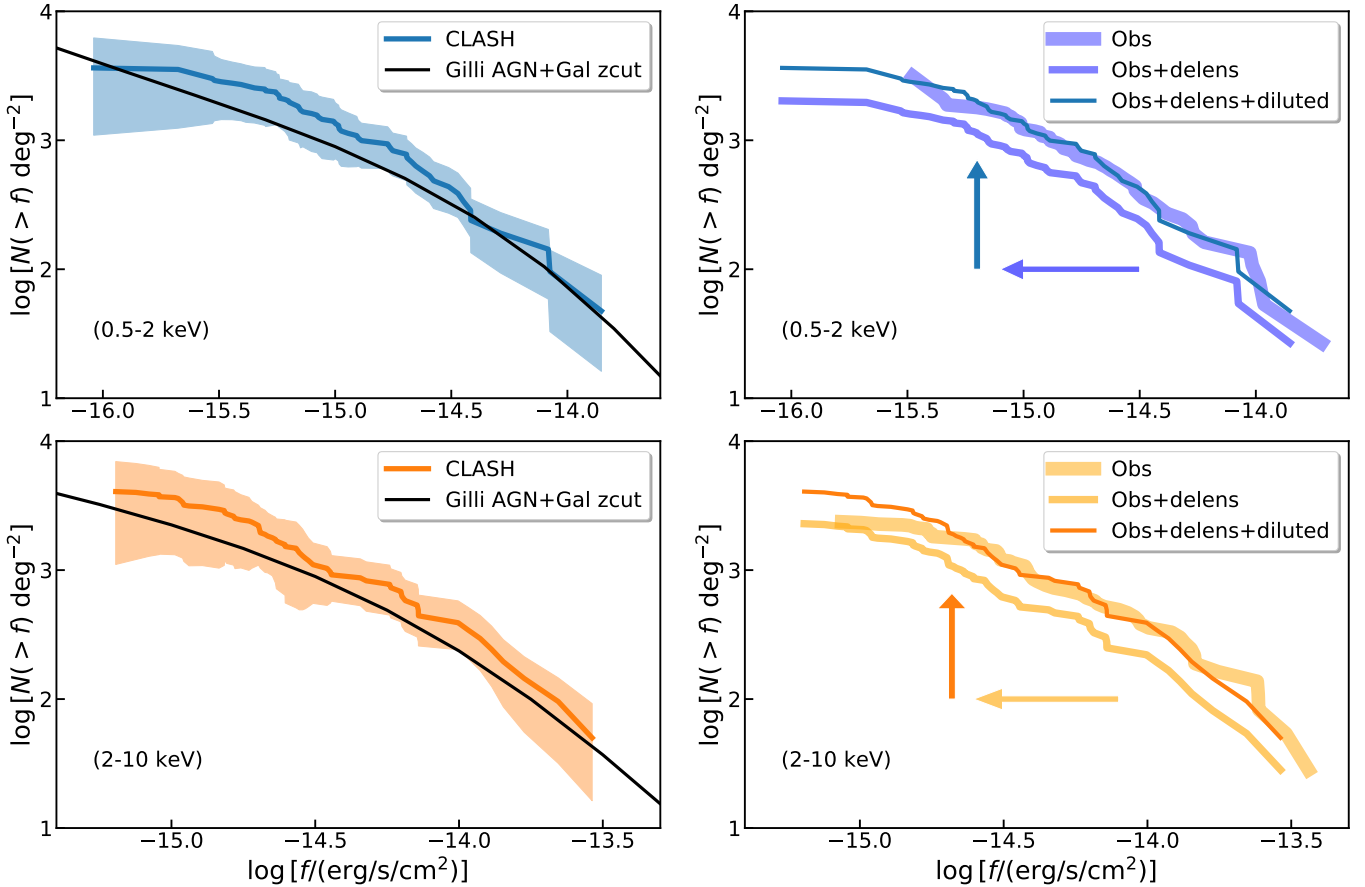 4
3
2
1
log [N( > f) deg⁻²]
CLASH
Gilli AGN+Gal zcut
(0.5-2 keV)
−16.0 −15.5 −15.0 −14.5 −14.0
4
3
2
1
log [N( > f) deg⁻²]
Obs
Obs+delens
Obs+delens+diluted
(0.5-2 keV)
−16.0 −15.5 −15.0 −14.5 −14.0
4
3
2
1
log [N( > f) deg⁻²]
CLASH
Gilli AGN+Gal zcut
(2-10 keV)
−15.0 −14.5 −14.0 −13.5
log [f/(erg/s/cm²)]
4
3
2
1
log [N( > f) deg⁻²]
Obs
Obs+delens
Obs+delens+diluted
(2-10 keV)
−15.0 −14.5 −14.0 −13.5
log [f/(erg/s/cm²)]